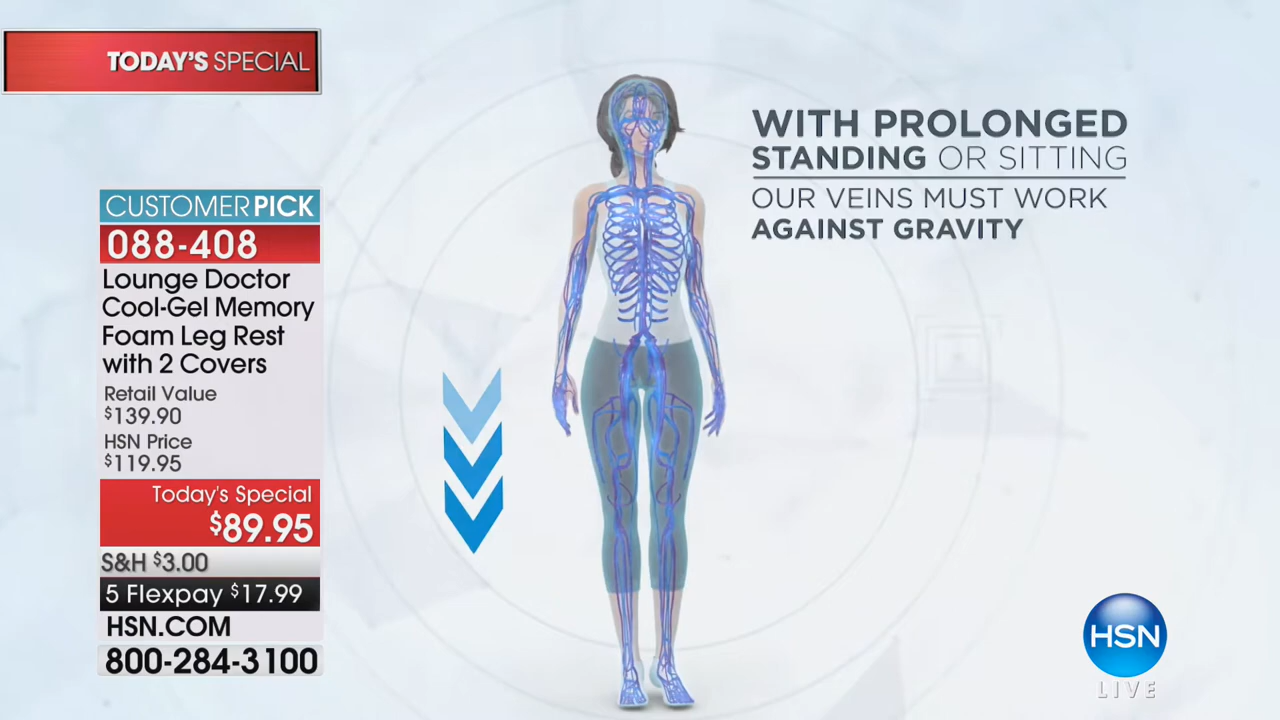 TODAY'S SPECIAL
CUSTOMER PICK
088-408
Lounge Doctor
Cool-Gel Memory
Foam Leg Rest
with 2 Covers
Retail Value
$139.90
HSN Price
$119.95
Today's Special
$89.95
S&H $3.00
5 Flexpay $17.99
HSN.COM
800-284-3100
WITH PROLONGED
STANDING OR SITTING
OUR VEINS MUST WORK
AGAINST GRAVITY
HSN
LIVE